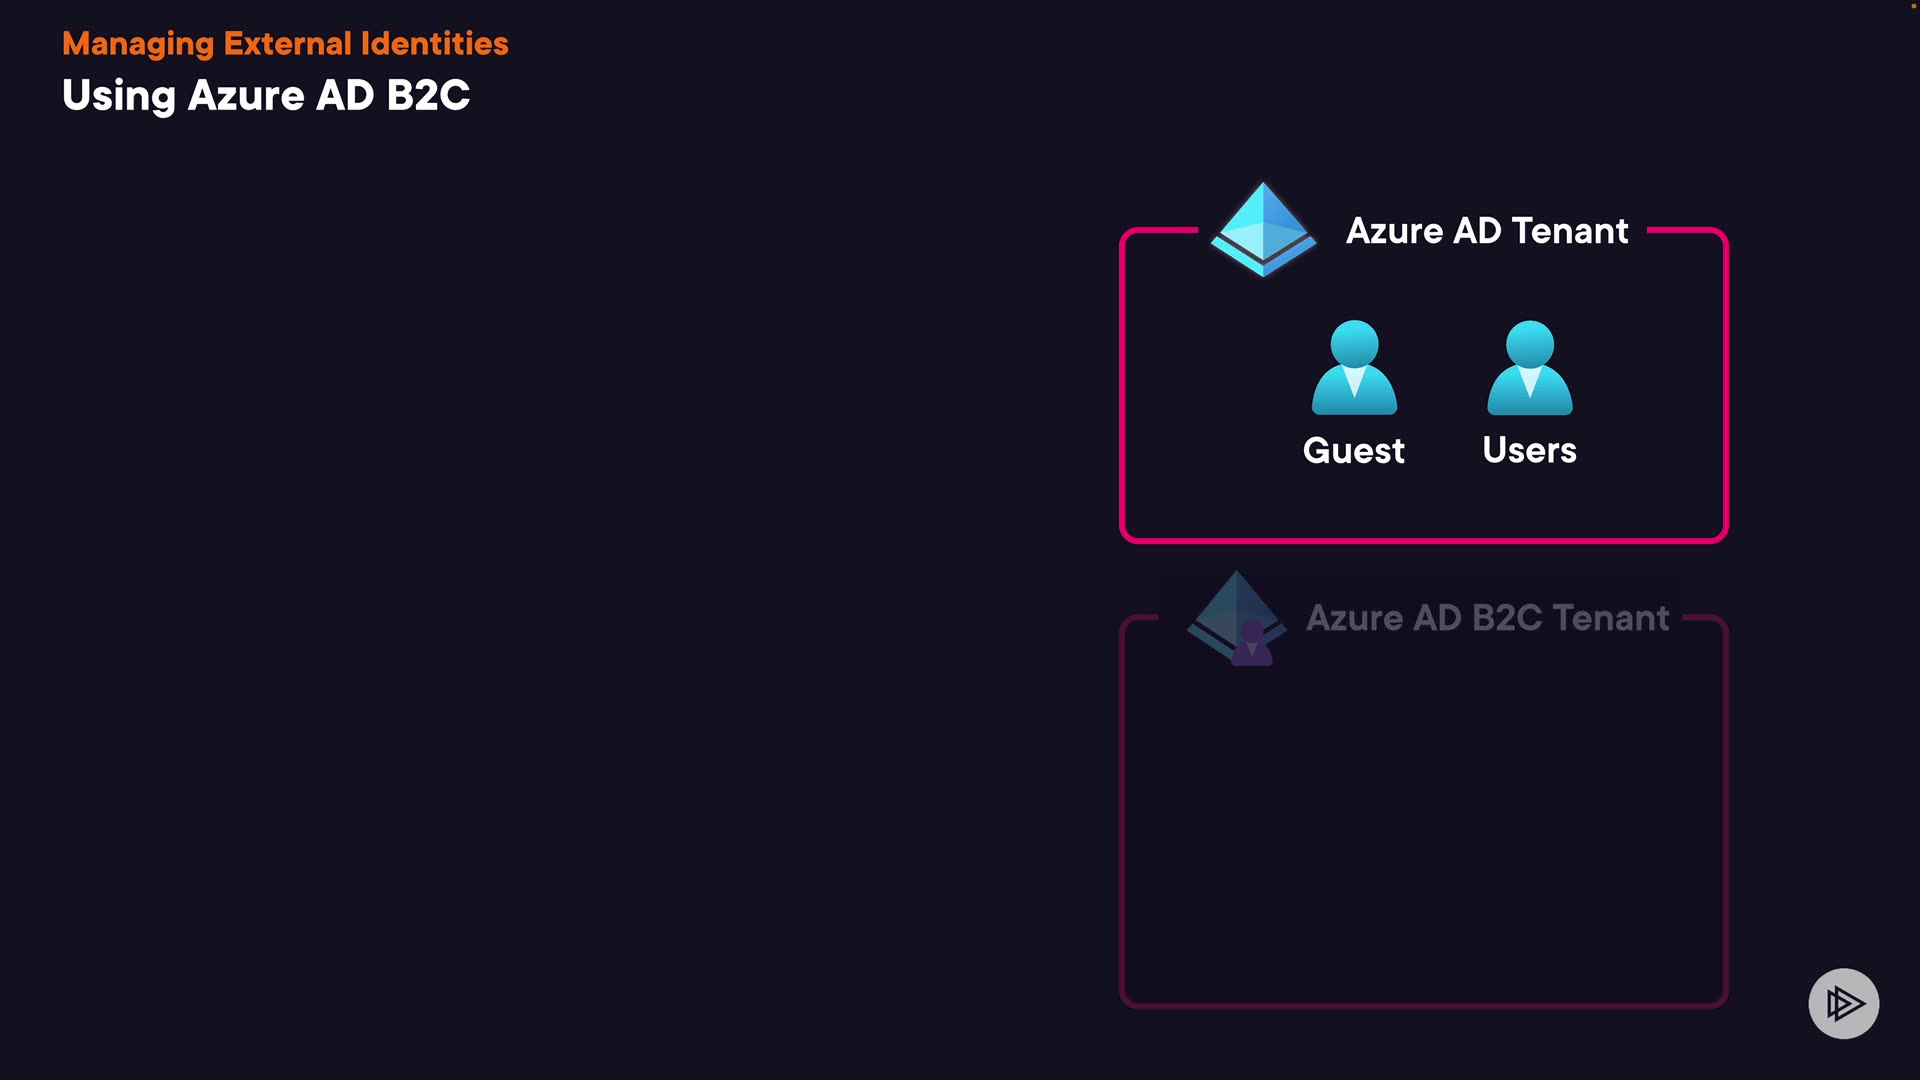 Managing External Identities
Using Azure AD B2C
Azure AD Tenant
Guest
Users
Azure AD B2C Tenant